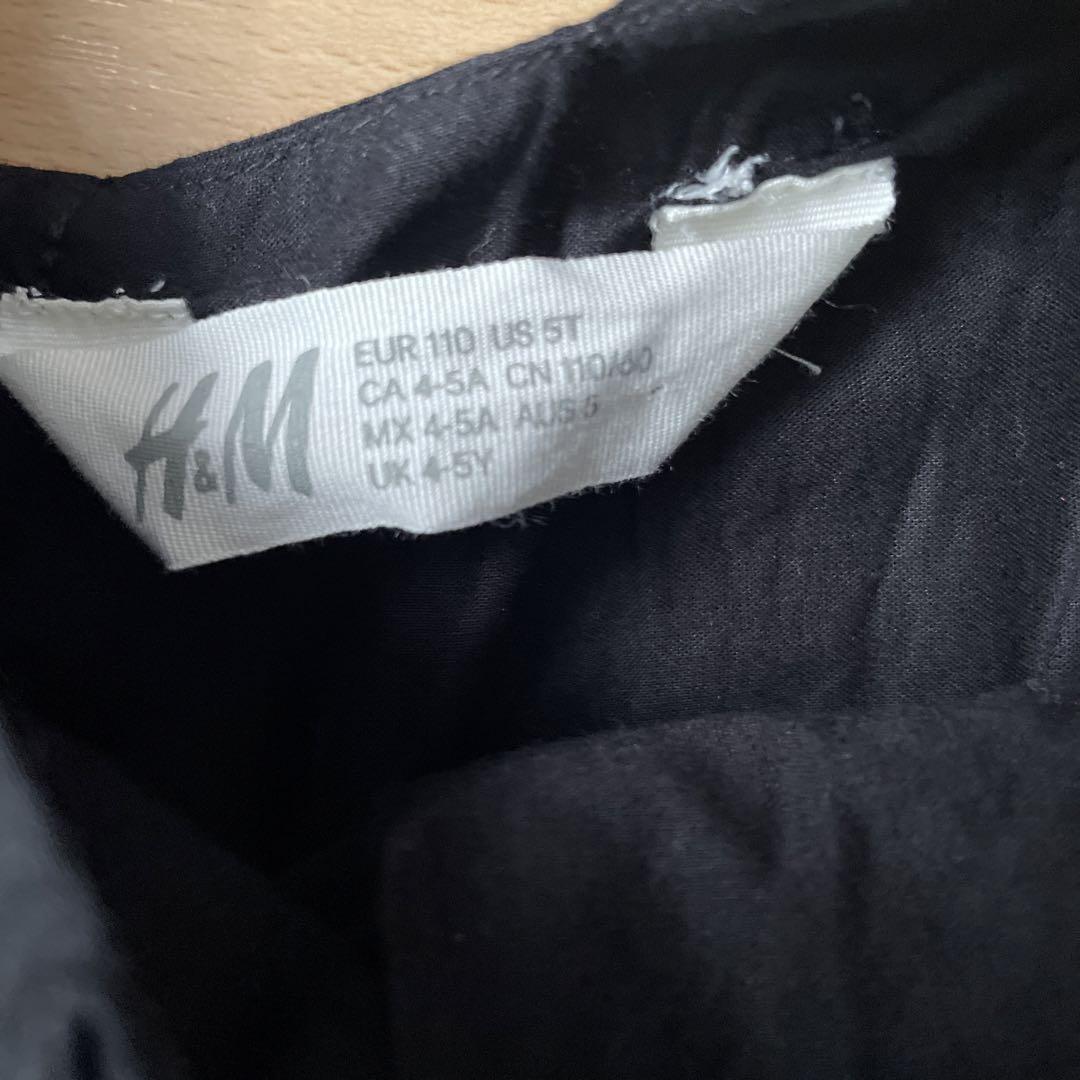 H&M
EUR 110 US 5T
CA 4-5A CN 110/60
MX 4-5A AUS 5
UK 4-5Y